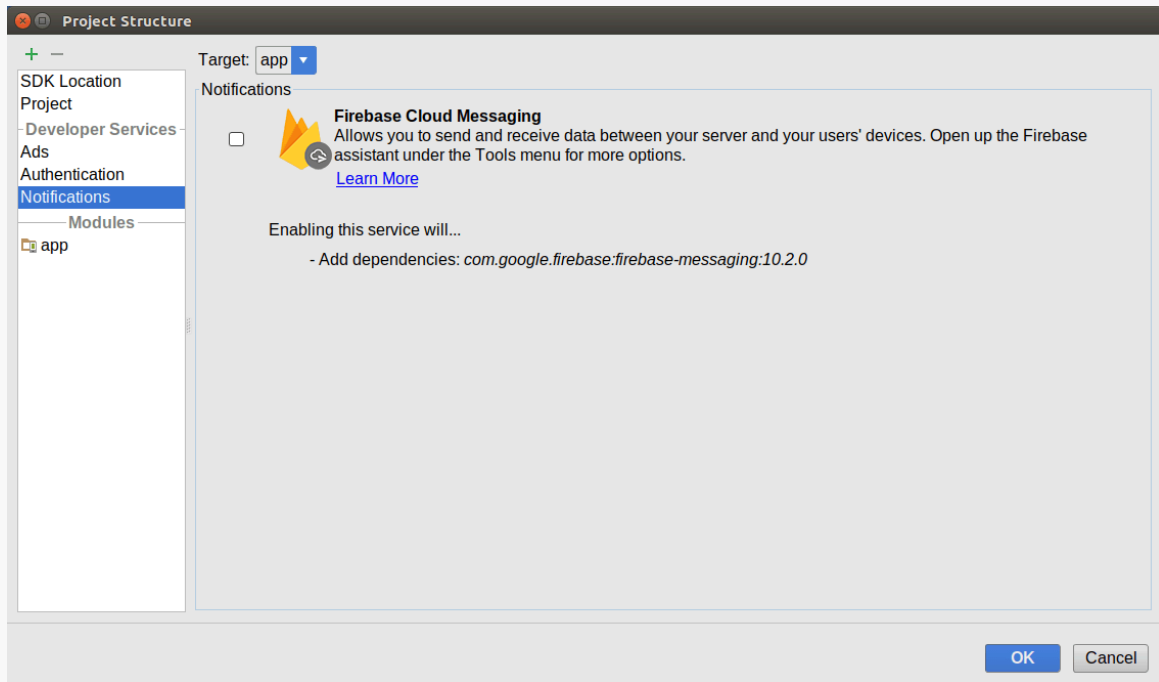 Project Structure
SDK Location
Project
Developer Services
Ads
Authentication
Notifications
Modules
app
Target: app
Notifications
Firebase Cloud Messaging
Allows you to send and receive data between your server and your users' devices. Open up the Firebase
assistant under the Tools menu for more options.
Learn More
Enabling this service will...
- Add dependencies: com.google.firebase:firebase-messaging:10.2.0
OK
Cancel